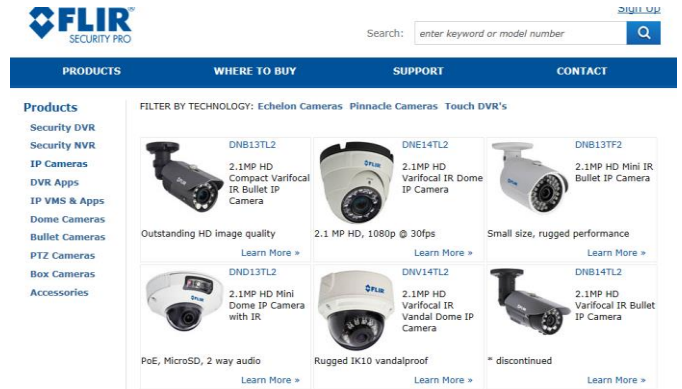 Sign Up
FLIR®
SECURITY PRO
Search:
enter keyword or model number
PRODUCTS
WHERE TO BUY
SUPPORT
CONTACT
Products
Security DVR
Security NVR
IP Cameras
DVR Apps
IP VMS & Apps
Dome Cameras
Bullet Cameras
PTZ Cameras
Box Cameras
Accessories
FILTER BY TECHNOLOGY: Echelon Cameras Pinnacle Cameras Touch DVR's
DNB13TL2
2.1MP HD
Compact Varifocal
IR Bullet IP
Camera
Outstanding HD image quality
Learn More »
DNE14TL2
2.1MP HD
Varifocal IR Dome
IP Camera
2.1 MP HD, 1080p @ 30fps
Learn More »
DNB13TF2
2.1MP HD Mini IR
Bullet IP Camera
Small size, rugged performance
Learn More »
DND13TL2
2.1MP HD Mini
Dome IP Camera
with IR
PoE, MicroSD, 2 way audio
Learn More »
DNV14TL2
2.1MP HD
Varifocal IR
Vandal Dome IP
Camera
Rugged IK10 vandalproof
Learn More »
DNB14TL2
2.1MP HD
Varifocal IR Bullet
IP Camera
* discontinued
Learn More »